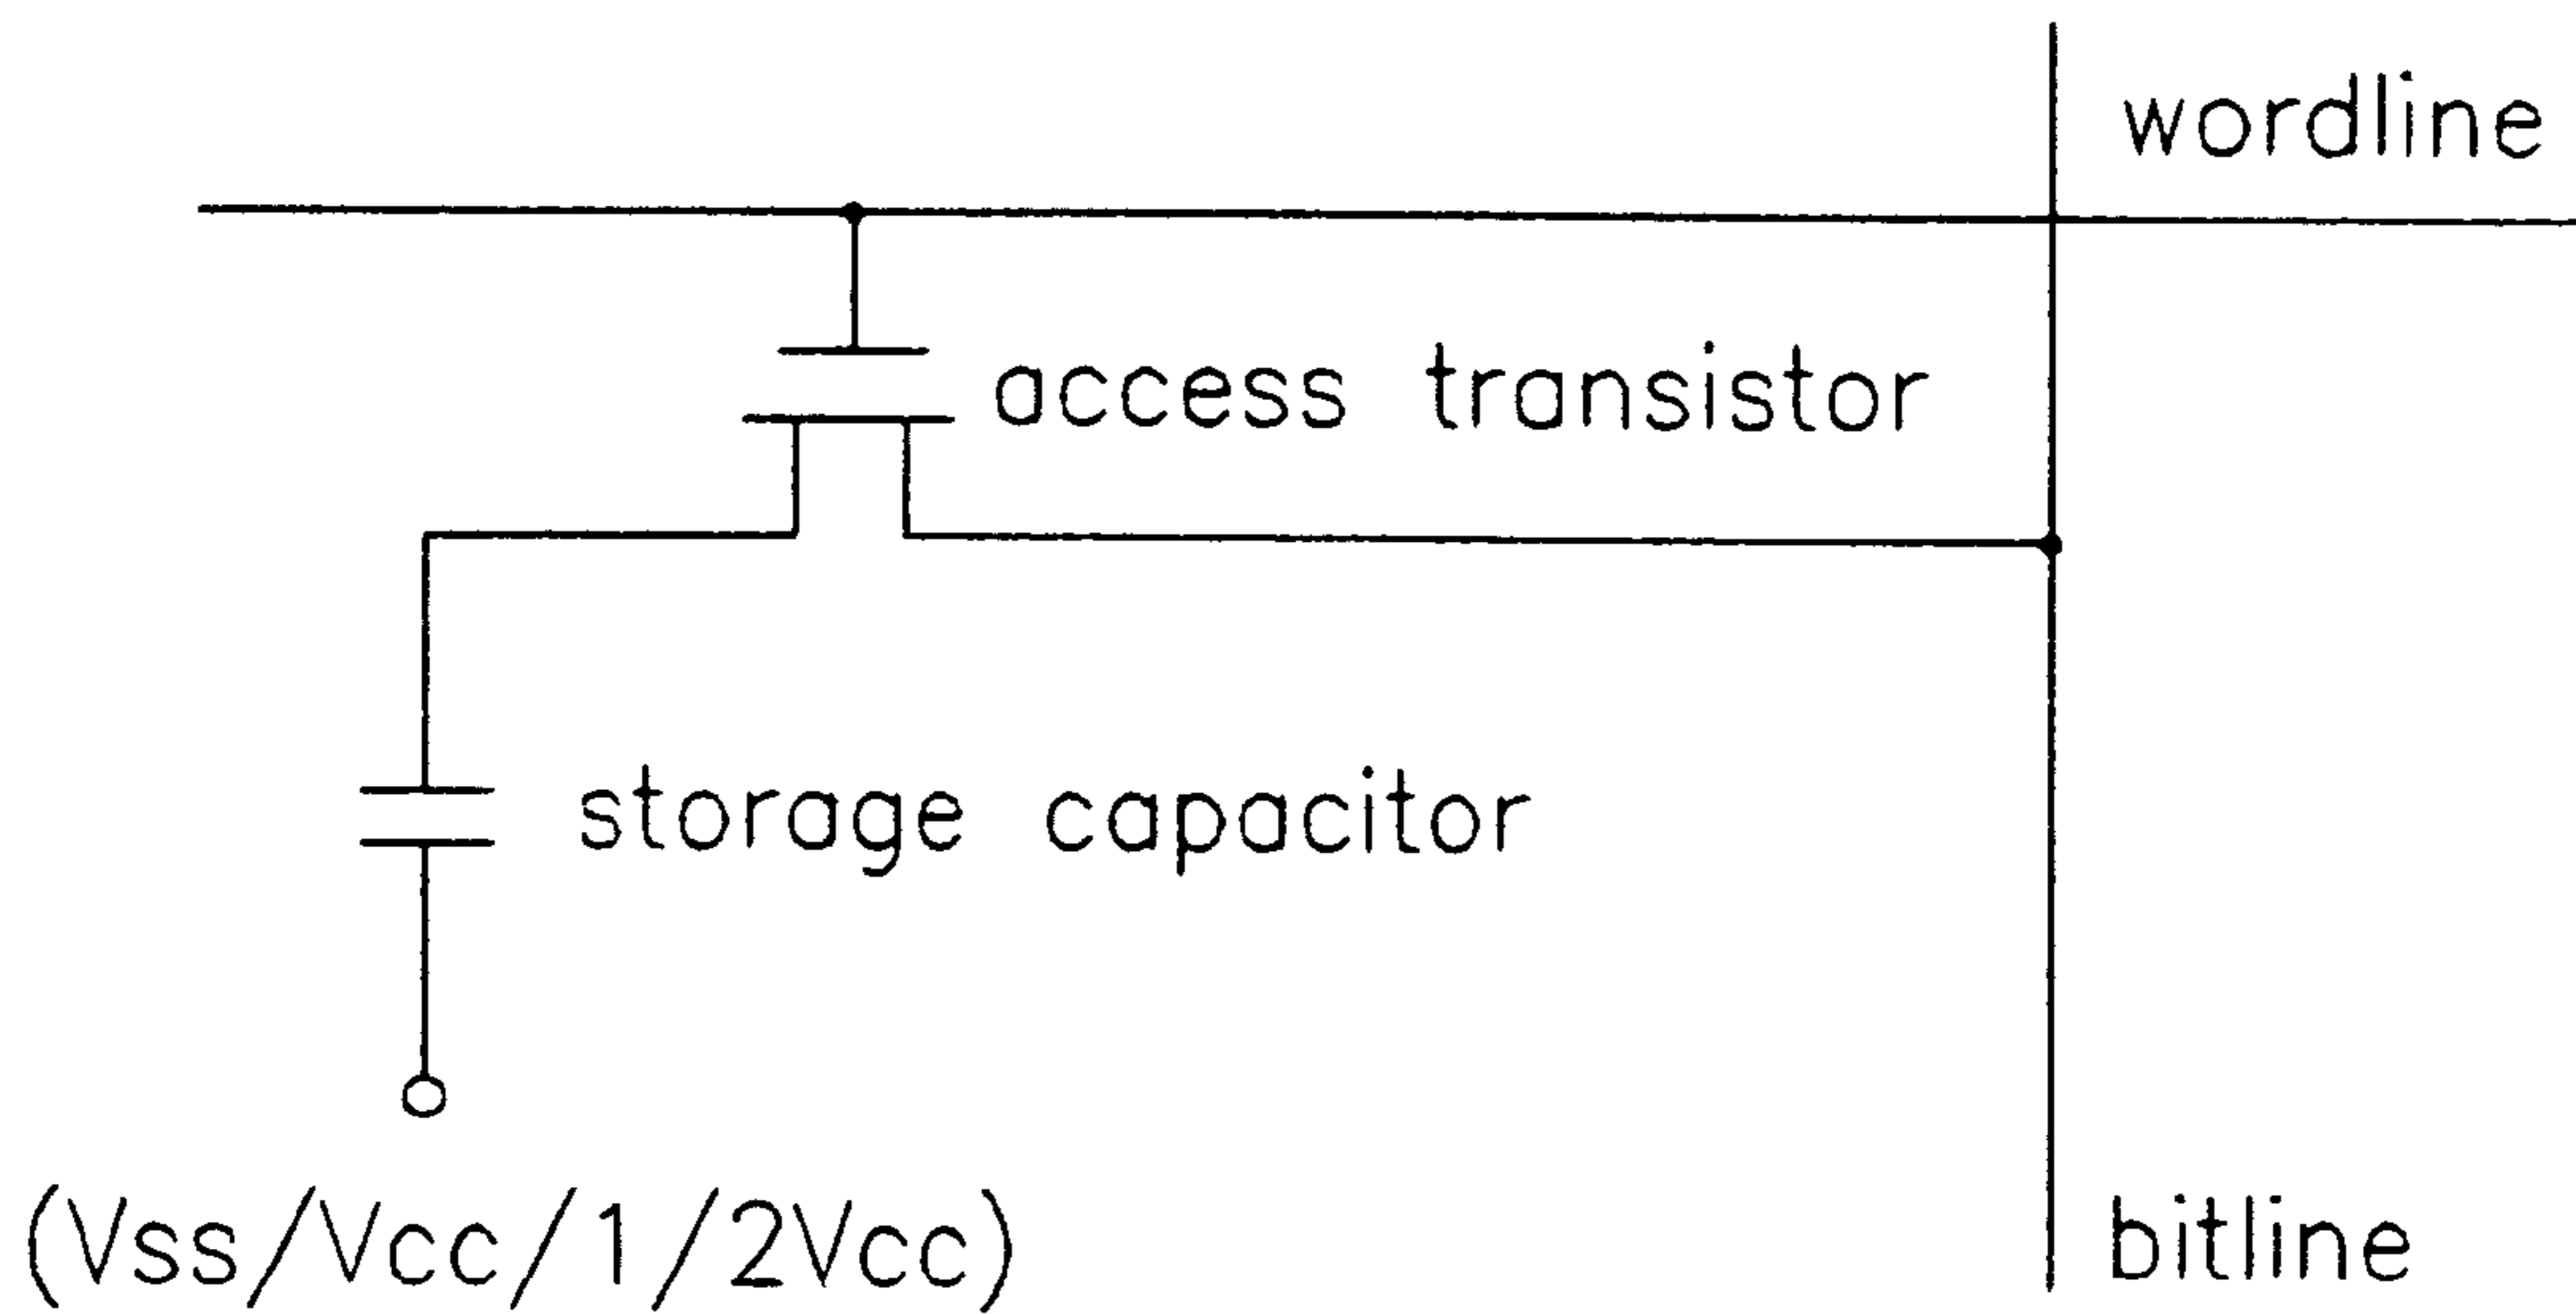 wordline
access transistor
storage capacitor
(Vss/Vcc/1/2Vcc)
bitline